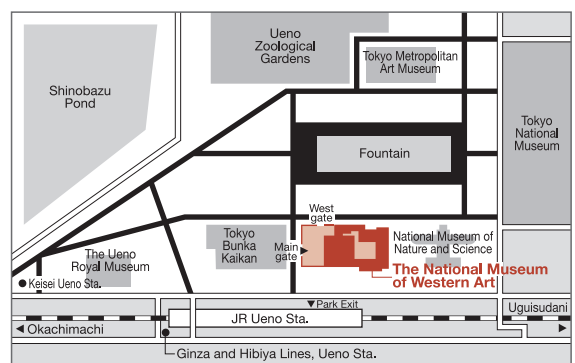 Ueno
Zoological
Gardens
Tokyo Metropolitan
Art Museum
Shinobazu
Pond
Tokyo
National
Museum
Fountain
West
gate
Tokyo
Bunka
Kaikan
Main
gate
National Museum of
Nature and Science
The Ueno
Royal Museum
The National Museum
of Western Art
Keisei Ueno Sta.
Park Exit
Uguisudani
JR Ueno Sta.
Okachimachi
Ginza and Hibiya Lines, Ueno Sta.